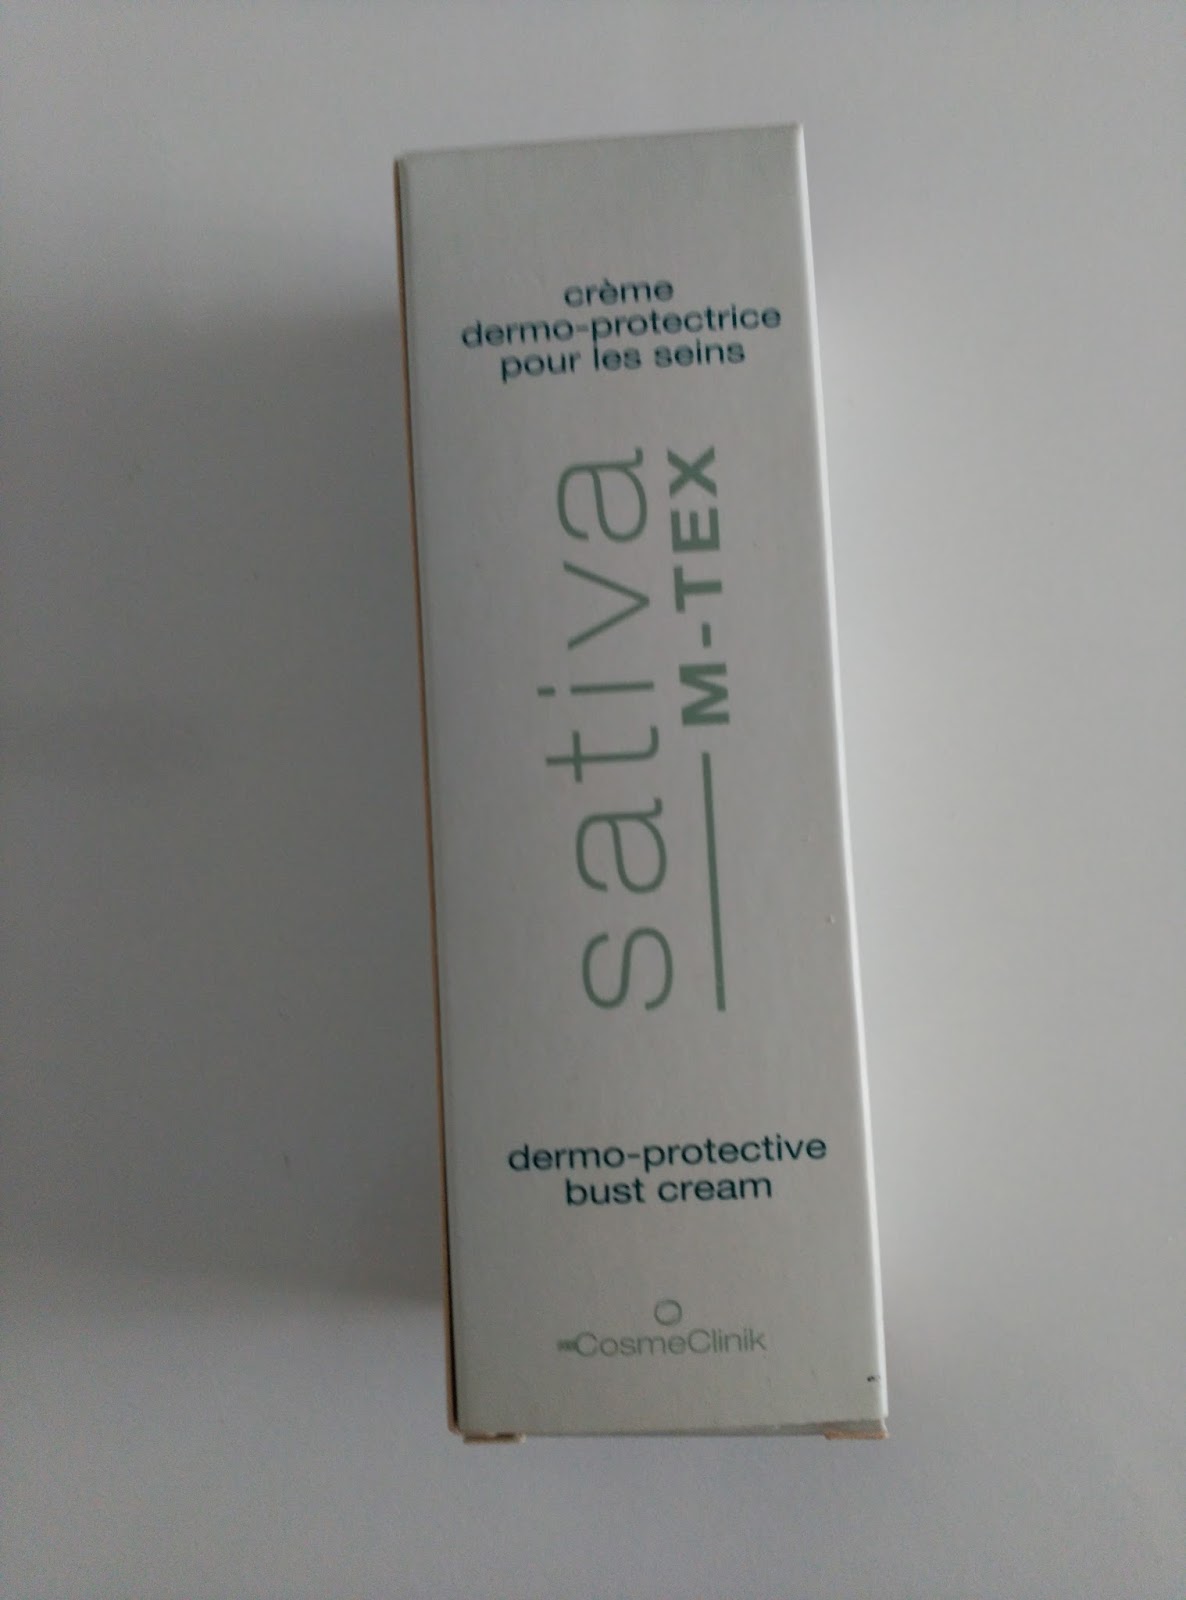 crème
dermo-protectrice
pour les seins
sativa
M-TEX
dermo-protective
bust cream
CosmeClinik